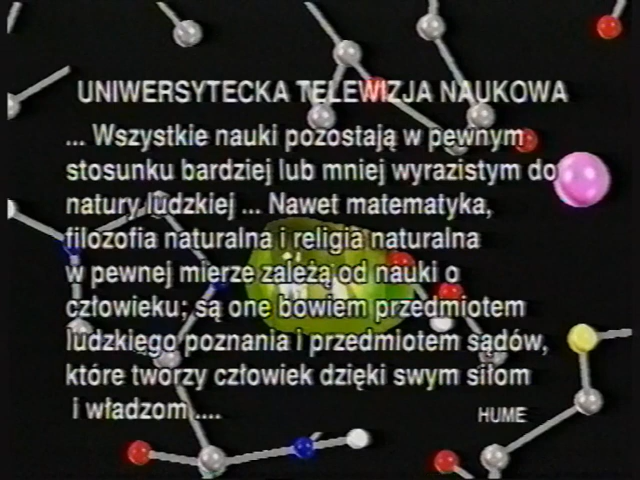 UNIWERSYTECKA TELEWIZJA NAUKOWA
... Wszystkie nauki pozostają w pewnym
stosunku bardziej lub mniej wyrazistym do
natury ludzkiej ... Nawet matematyka,
filozofia naturalna i religia naturalna
w pewnej mierze zależą od nauki o
człowieku; są one bowiem przedmiotem
ludzkięgo poznania i przedmiotem sądów,
które tworzy człowiek dzięki swym siłom
i władzom ....
HUME